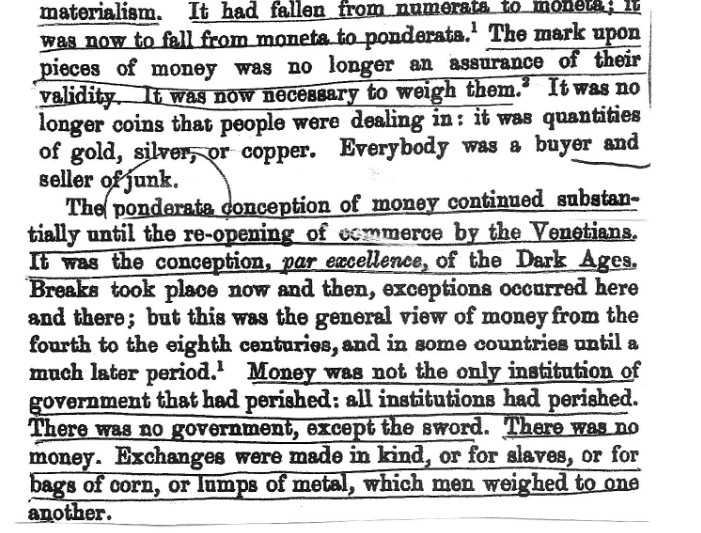 materialism. It had fallen from numerata to moneta; it
was now to fall from moneta to ponderata.¹ The mark upon
pieces of money was no longer an assurance of their
validity. It was now necessary to weigh them.² It was no
longer coins that people were dealing in: it was quantities
of gold, silver, or copper. Everybody was a buyer and
seller of junk.
The ponderata conception of money continued substan-
tially until the re-opening of commerce by the Venetians.
It was the conception, par excellence, of the Dark Ages.
Breaks took place now and then, exceptions occurred here
and there; but this was the general view of money from the
fourth to the eighth centuries, and in some countries until a
much later period.¹ Money was not the only institution of
government that had perished: all institutions had perished.
There was no government, except the sword. There was no
money. Exchanges were made in kind, or for slaves, or for
bags of corn, or lumps of metal, which men weighed to one
another.